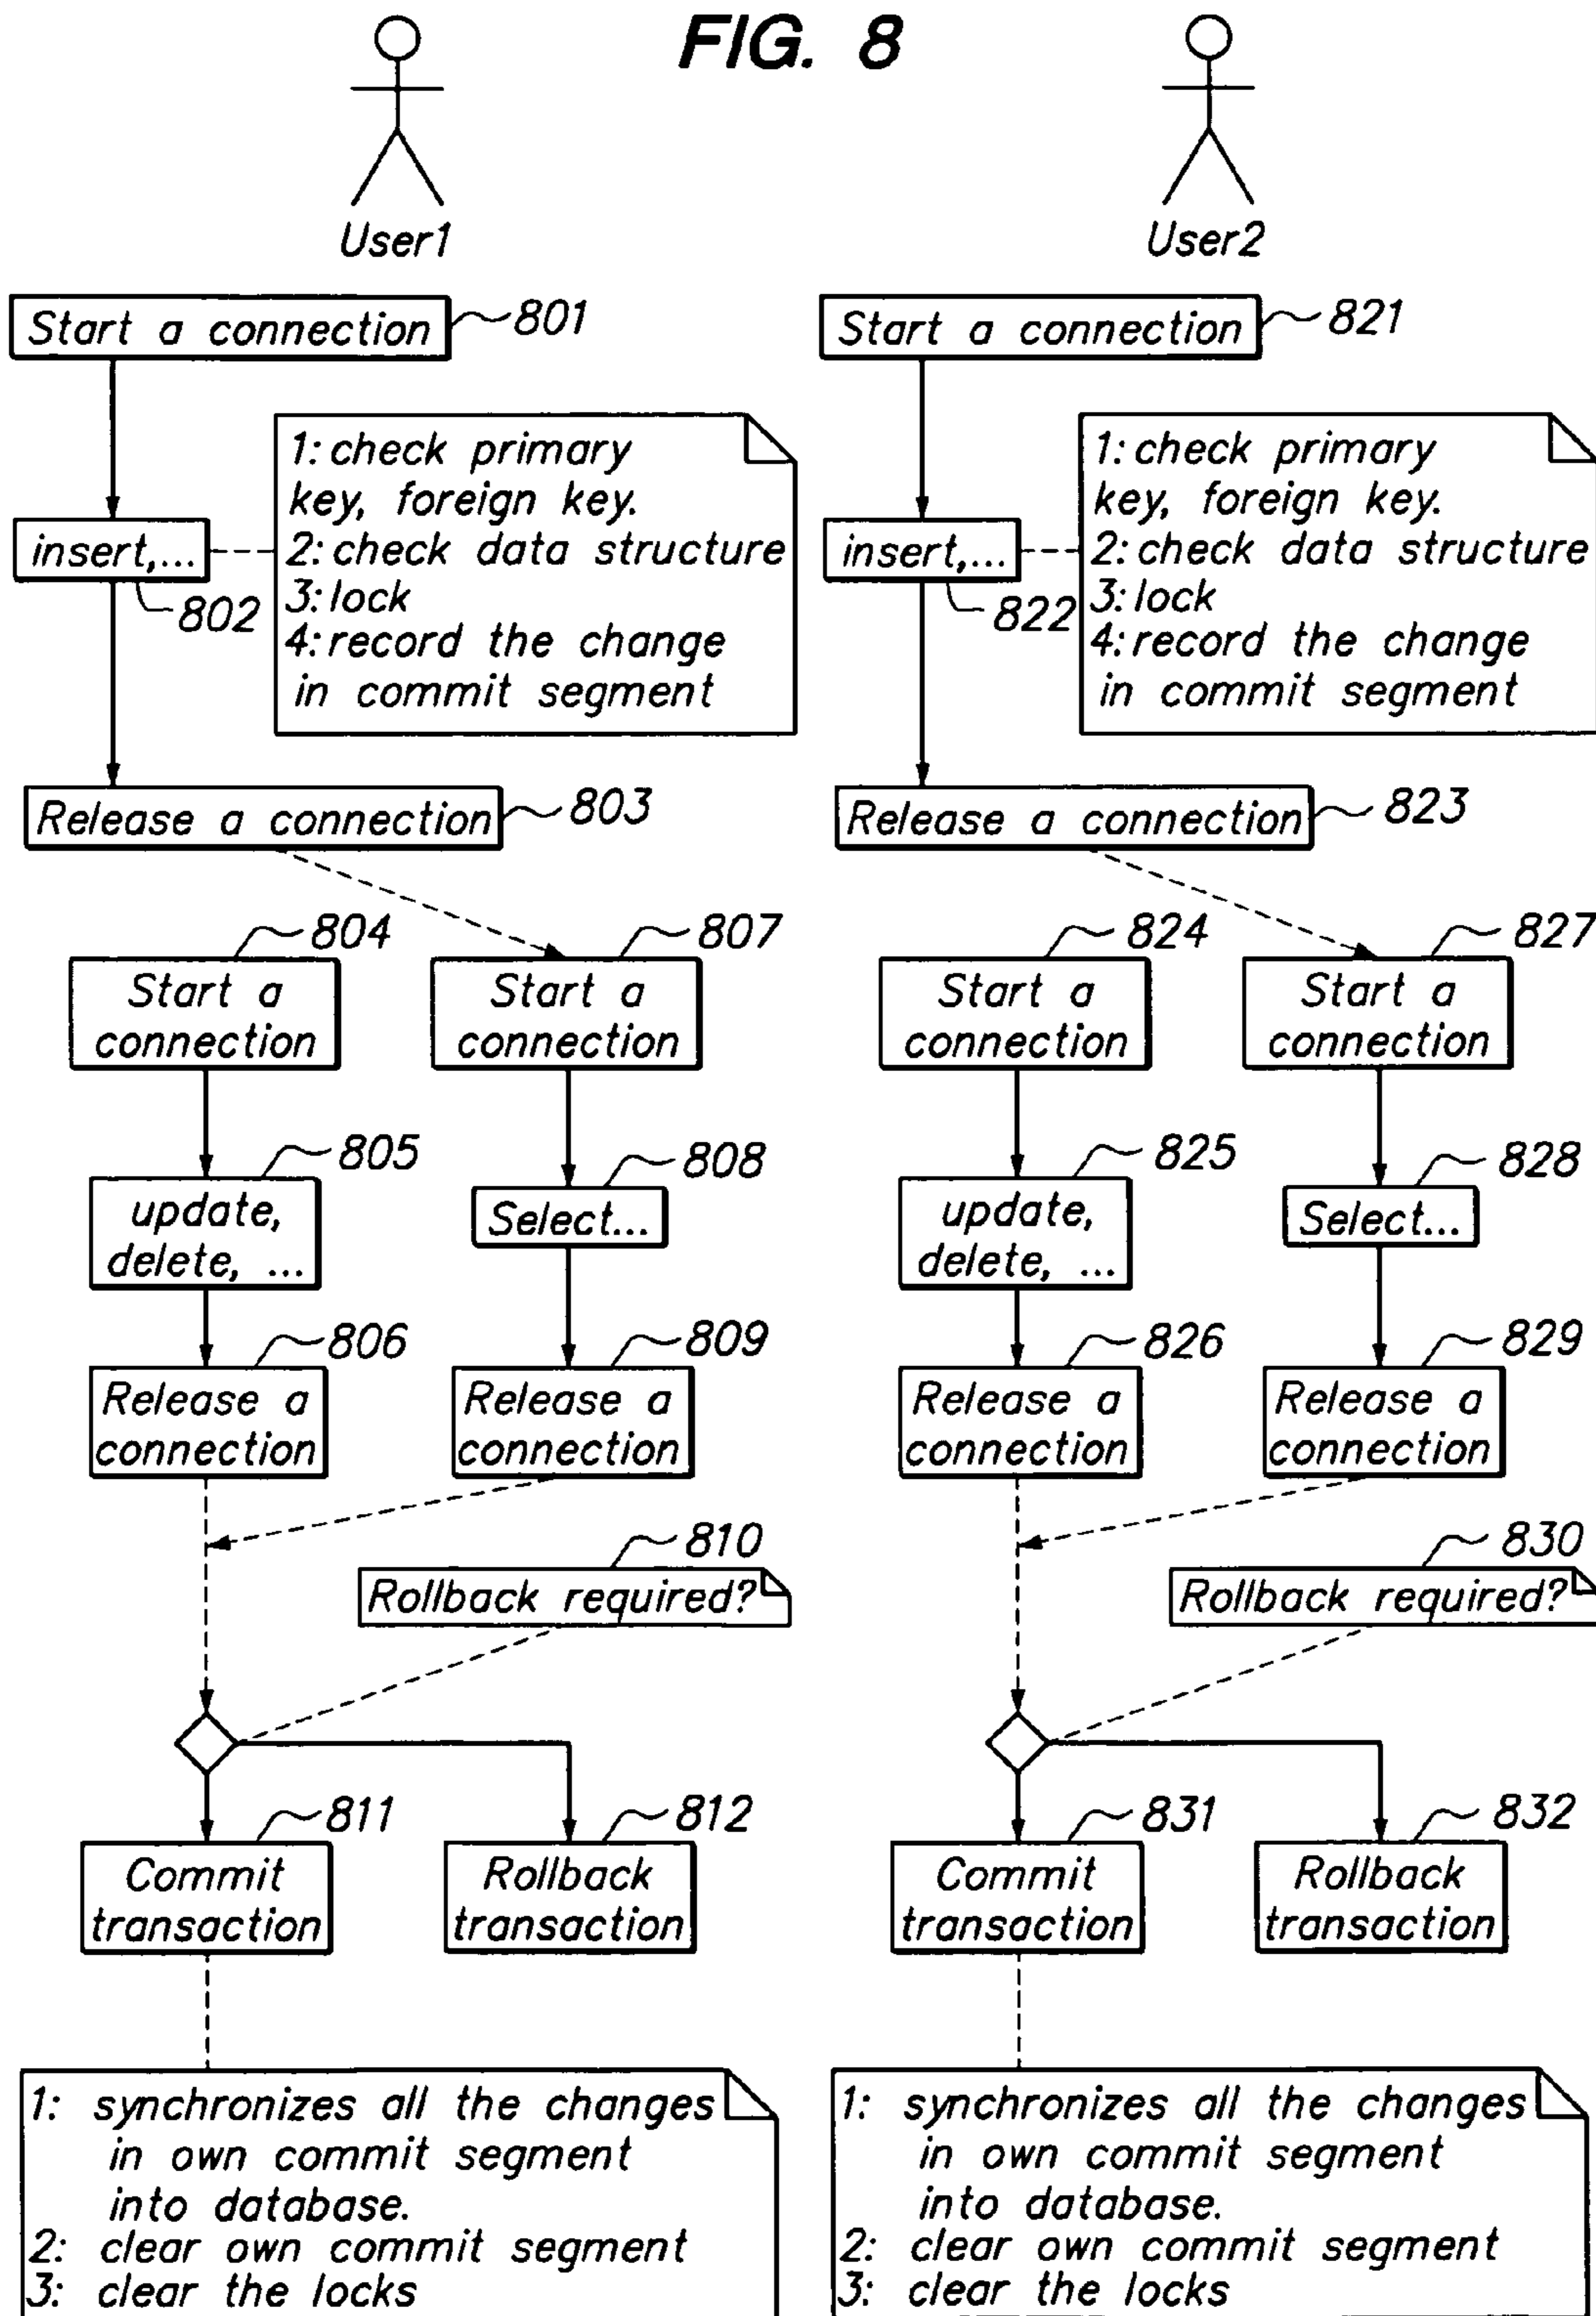 FIG. 8
User1
Start a connection
801
1: check primary
key, foreign key.
2: check data structure
3: lock
4: record the change
in commit segment
insert,...
802
Release a connection
803
804
Start a
connection
807
Start a
connection
805
update,
delete, ...
808
Select...
806
Release a
connection
809
Release a
connection
810
Rollback required?
811
Commit
transaction
812
Rollback
transaction
1: synchronizes all the changes
in own commit segment
into database.
2: clear own commit segment
3: clear the locks
User2
Start a connection
821
1: check primary
key, foreign key.
2: check data structure
3: lock
4: record the change
in commit segment
insert,...
822
Release a connection
823
824
Start a
connection
827
Start a
connection
825
update,
delete, ...
828
Select...
826
Release a
connection
829
Release a
connection
830
Rollback required?
831
Commit
transaction
832
Rollback
transaction
1: synchronizes all the changes
in own commit segment
into database.
2: clear own commit segment
3: clear the locks